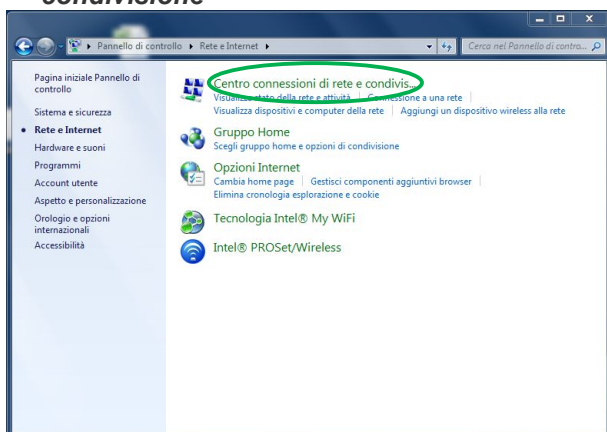 condivisione
Pannello di controllo ▸ Rete e Internet ▸
Cerca nel Pannello di contro...
Pagina iniziale Pannello di
controllo
Sistema e sicurezza
Rete e Internet
Hardware e suoni
Programmi
Account utente
Aspetto e personalizzazione
Orologio e opzioni
internazionali
Accessibilità
Centro connessioni di rete e condivis...
Visualizza stato della rete e attività | Connessione a una rete
Visualizza dispositivi e computer della rete | Aggiungi un dispositivo wireless alla rete
Gruppo Home
Scegli gruppo home e opzioni di condivisione
Opzioni Internet
Cambia home page | Gestisci componenti aggiuntivi browser
Elimina cronologia esplorazione e cookie
Tecnologia Intel® My WiFi
Intel® PROSet/Wireless